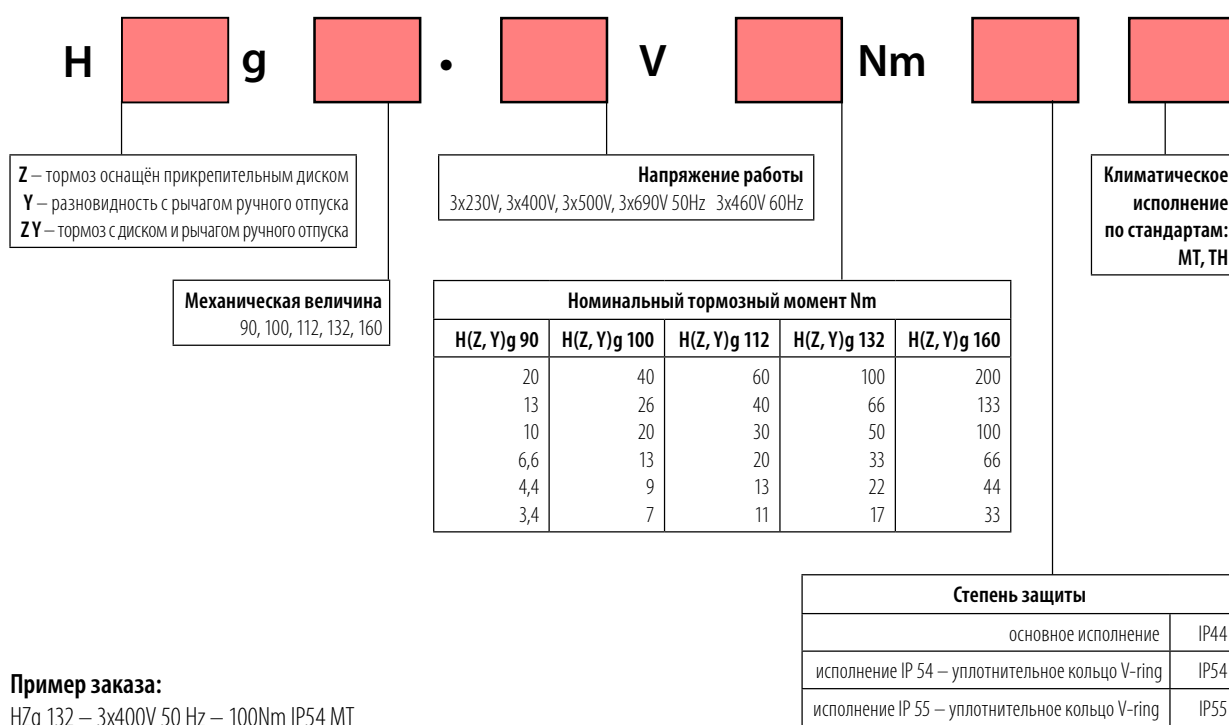 H g • V Nm
Z – тормоз оснащён прикрепительным диском
Y – разновидность с рычагом ручного отпуска
Z Y – тормоз с диском и рычагом ручного отпуска
Механическая величина
90, 100, 112, 132, 160
Напряжение работы
3x230V, 3x400V, 3x500V, 3x690V 50Hz 3x460V 60Hz
Климатическое
исполнение
по стандартам:
MT, TH
Номинальный тормозный момент Nm
H(Z, Y)g 90 H(Z, Y)g 100 H(Z, Y)g 112 H(Z, Y)g 132 H(Z, Y)g 160
20 40 60 100 200
13 26 40 66 133
10 20 30 50 100
6,6 13 20 33 66
4,4 9 13 22 44
3,4 7 11 17 33
Степень защиты
основное исполнение IP44
исполнение IP 54 – уплотнительное кольцо V-ring IP54
исполнение IP 55 – уплотнительное кольцо V-ring IP55
Пример заказа:
HZg 132 – 3x400V 50 Hz – 100Nm IP54 MT